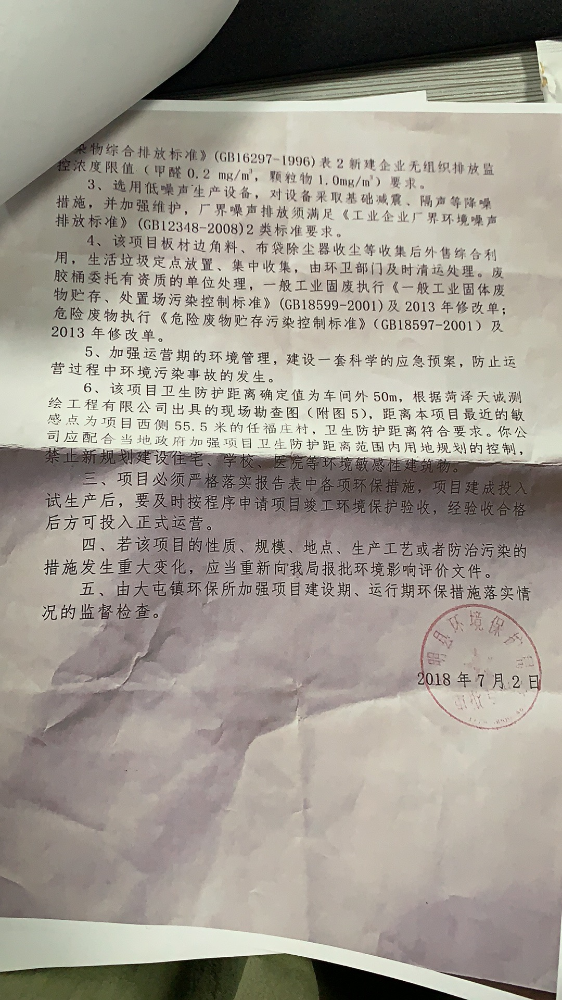 染物综合排放标准》(GB16297-1996)表2新建企业无组织排放监
控浓度限值（甲醛0.2 mg/m³，颗粒物1.0mg/m³）要求。
3、选用低噪声生产设备，对设备采取基础减震、隔声等降噪
措施，并加强维护，厂界噪声排放须满足《工业企业厂界环境噪声
排放标准》(GB12348-2008)2类标准要求。
4、该项目板材边角料、布袋除尘器收尘等收集后外售综合利
用，生活垃圾定点放置、集中收集，由环卫部门及时清运处理。废
胶桶委托有资质的单位处理，一般工业固废执行《一般工业固体废
物贮存、处置场污染控制标准》(GB18599-2001)及2013年修改单；
危险废物执行《危险废物贮存污染控制标准》（GB18597-2001）及
2013年修改单。
5、加强运营期的环境管理，建设一套科学的应急预案，防止运
营过程中环境污染事故的发生。
6、该项目卫生防护距离确定值为车间外50m，根据菏泽天诚测
绘工程有限公司出具的现场勘查图（附图5），距离本项目最近的敏
感点为项目西侧55.5米的任福庄村，卫生防护距离符合要求。你公
司应配合当地政府加强项目卫生防护距离范围内用地规划的控制，
禁止新规划建设住宅、学校、医院等环境敏感性建筑物。
三、项目必须严格落实报告表中各项环保措施，项目建成投入
试生产后，要及时按程序申请项目竣工环境保护验收，经验收合格
后方可投入正式运营。
四、若该项目的性质、规模、地点、生产工艺或者防治污染的
措施发生重大变化，应当重新向我局报批环境影响评价文件。
五、由大屯镇环保所加强项目建设期、运行期环保措施落实情
况的监督检查。
明县环境保护局
2018年7月2日